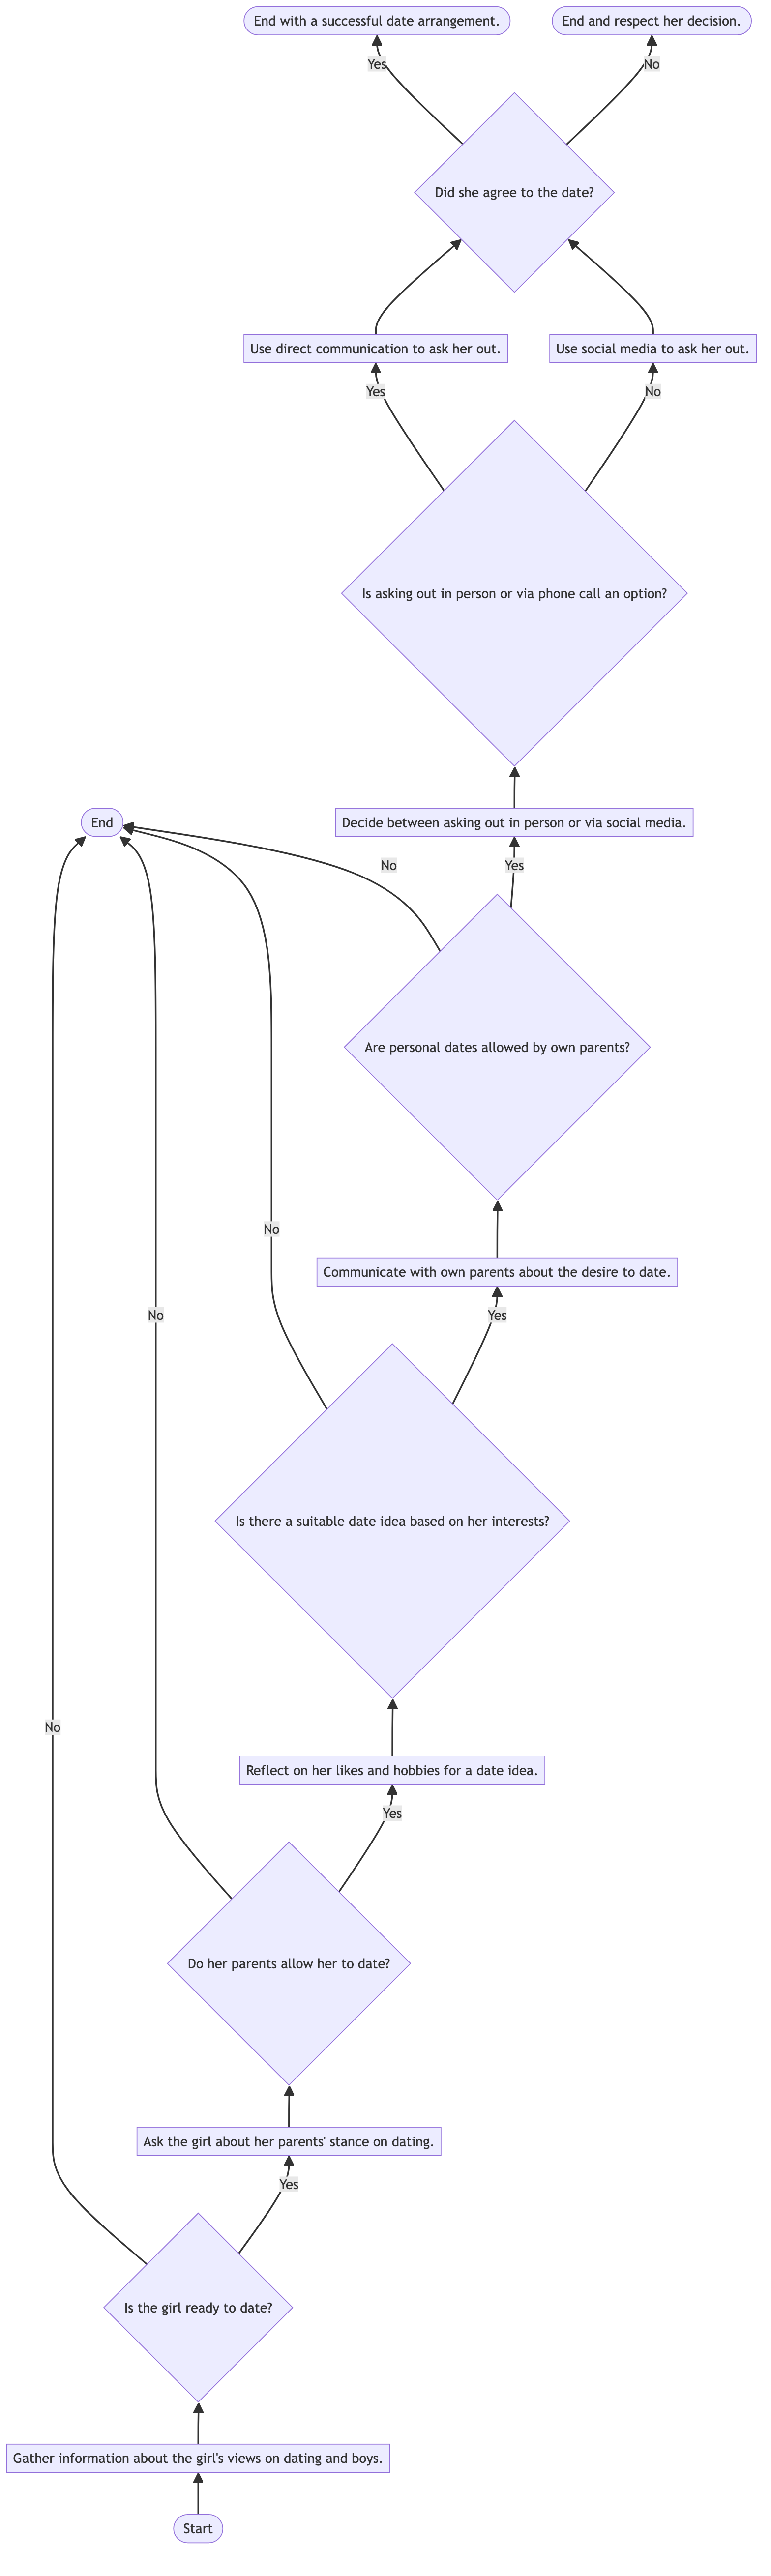 End with a successful date arrangement.
End and respect her decision.
Yes
No
Did she agree to the date?
Use direct communication to ask her out.
Use social media to ask her out.
Yes
No
Is asking out in person or via phone call an option?
End
Decide between asking out in person or via social media.
No
Yes
Are personal dates allowed by own parents?
No
Communicate with own parents about the desire to date.
No
Yes
Is there a suitable date idea based on her interests?
No
Reflect on her likes and hobbies for a date idea.
Yes
Do her parents allow her to date?
Ask the girl about her parents' stance on dating.
Yes
Is the girl ready to date?
Gather information about the girl's views on dating and boys.
Start